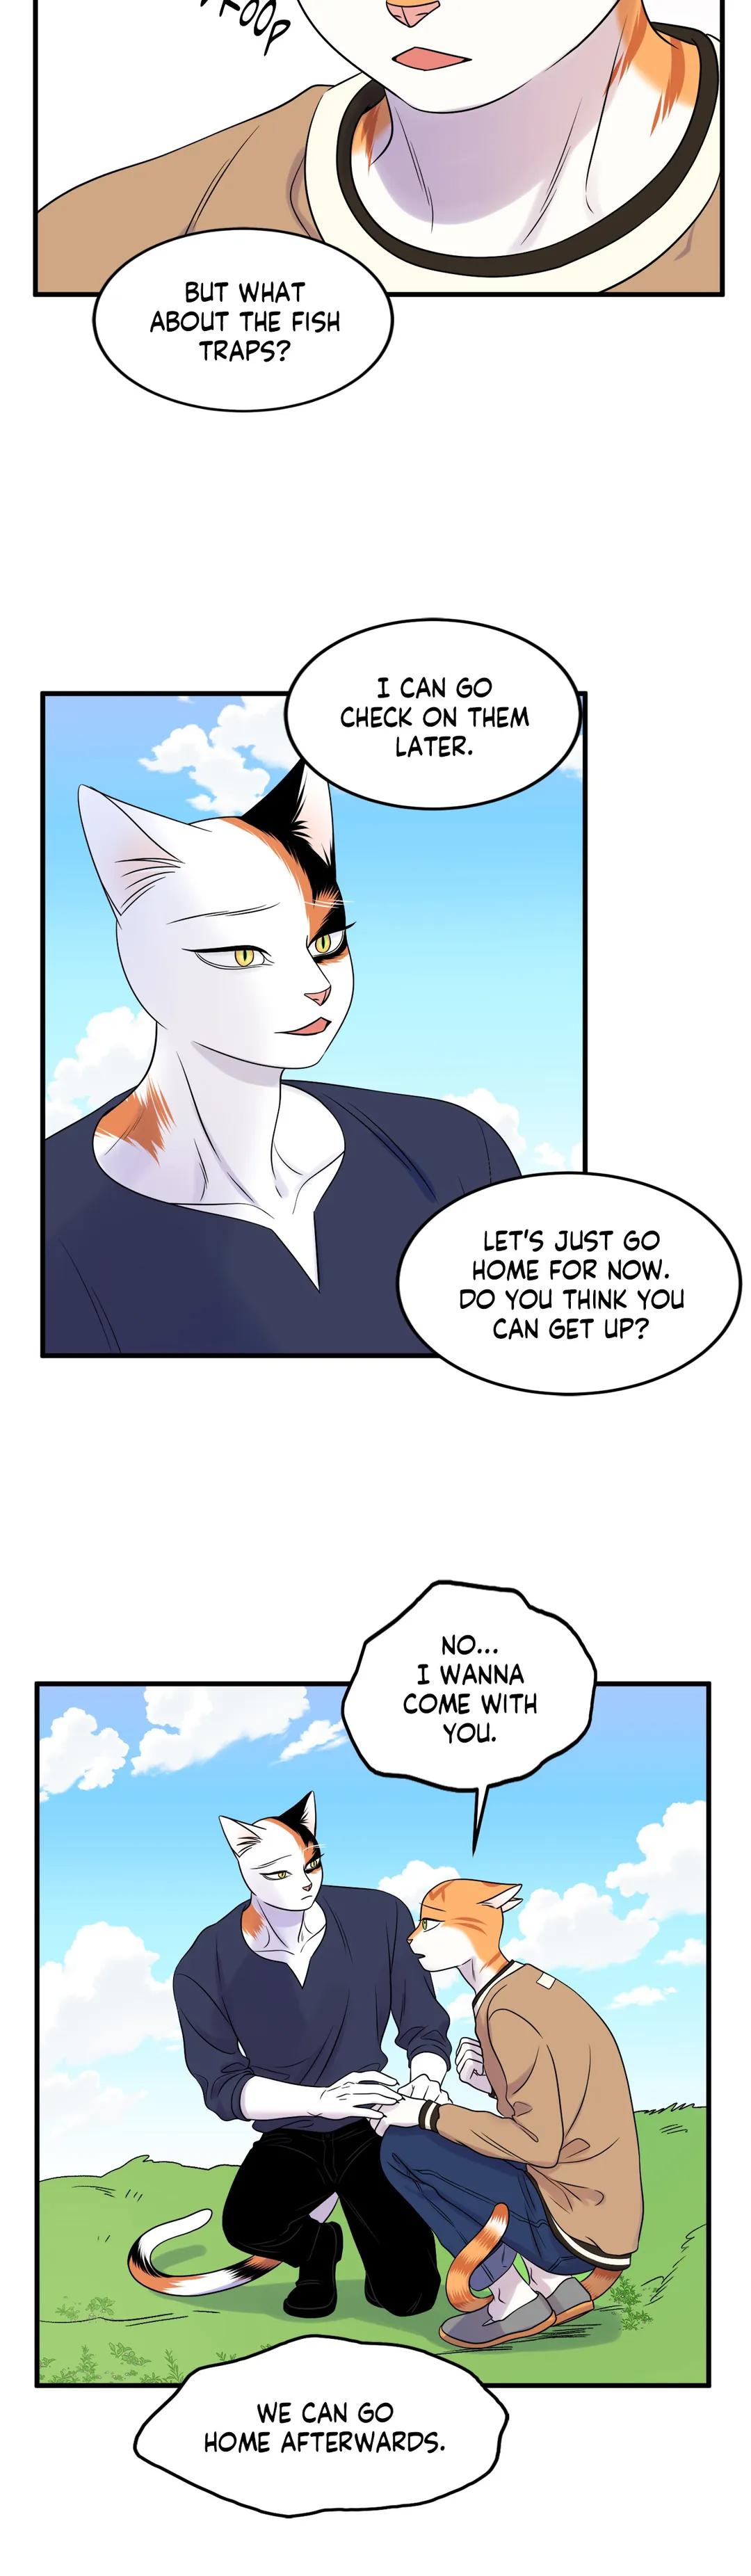 BUT WHAT
ABOUT THE FISH
TRAPS?
I CAN GO
CHECK ON THEM
LATER.
LET'S JUST GO
HOME FOR NOW.
DO YOU THINK YOU
CAN GET UP?
NO...
I WANNA
COME WITH
YOU.
WE CAN GO
HOME AFTERWARDS.